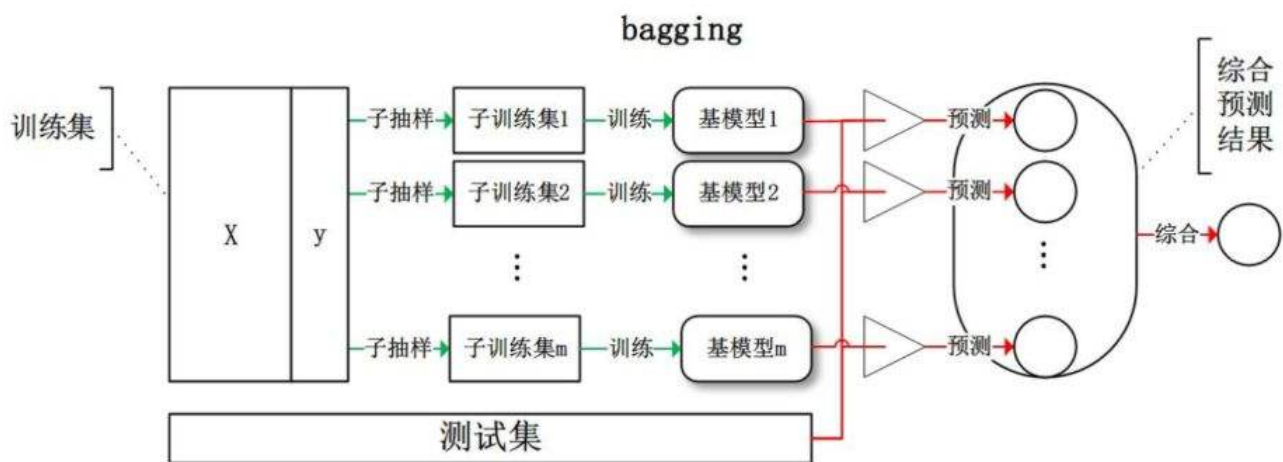 bagging
训练集
X
y
子抽样
子训练集1
训练
基模型1
预测
子抽样
子训练集2
训练
基模型2
预测
⋮
⋮
⋮
子抽样
子训练集m
训练
基模型m
预测
综合
预测
结果
综合
测试集